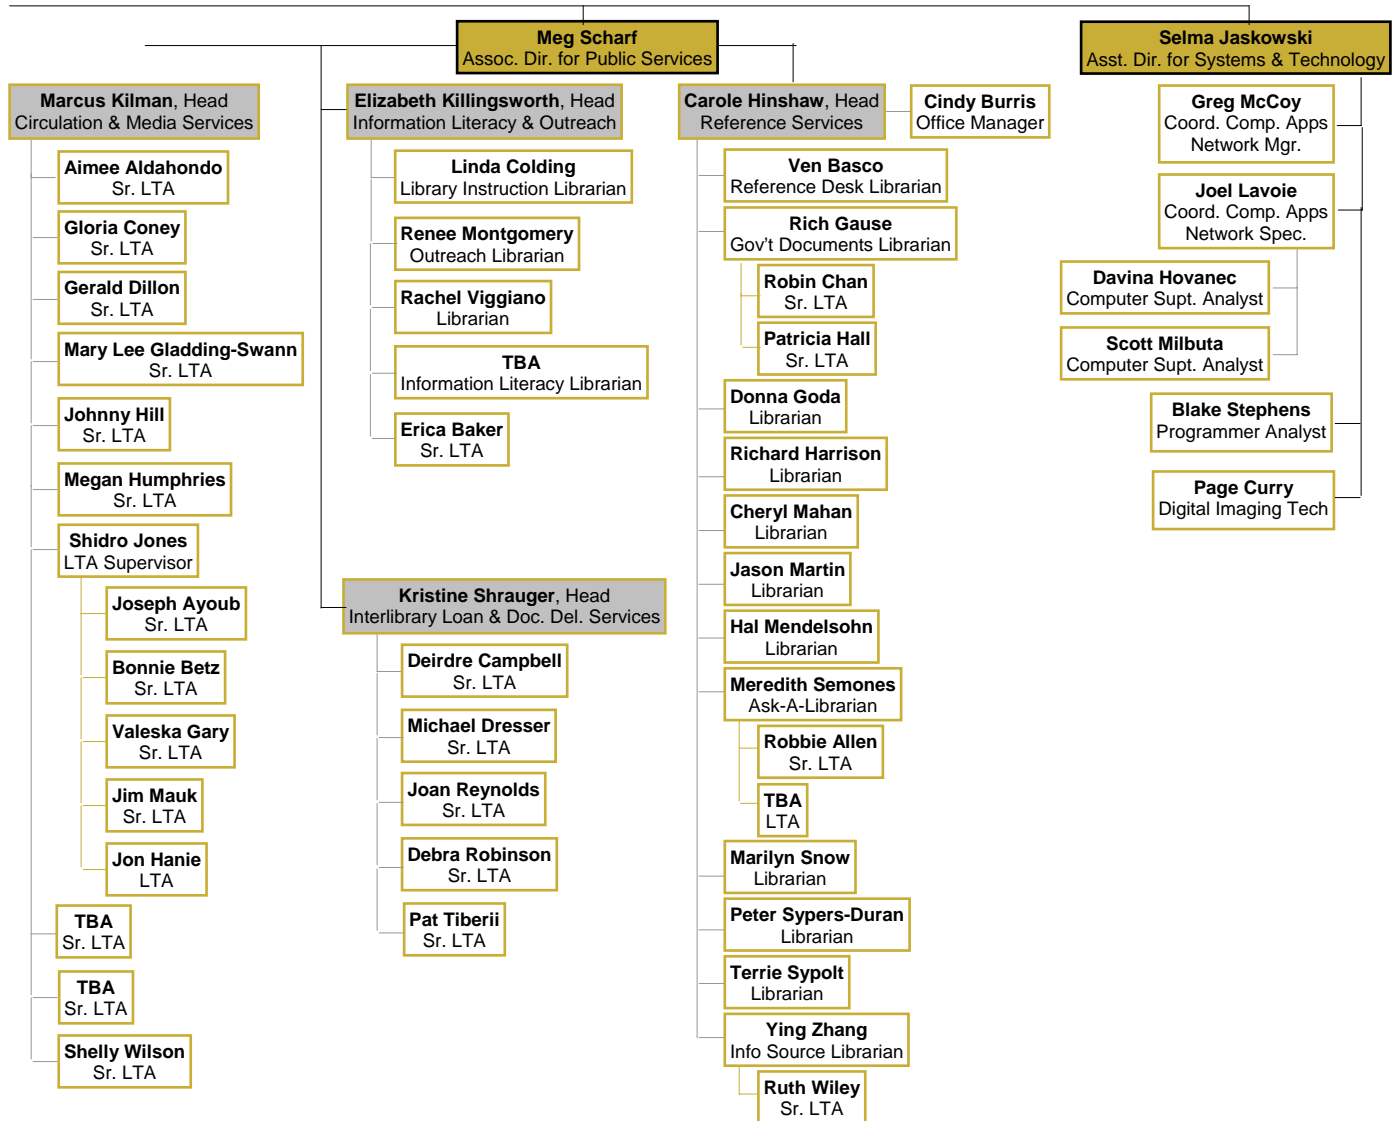 Meg Scharf
Assoc. Dir. for Public Services
Selma Jaskowski
Asst. Dir. for Systems & Technology
Marcus Kilman, Head
Circulation & Media Services
Aimee Aldahondo
Sr. LTA
Gloria Coney
Sr. LTA
Gerald Dillon
Sr. LTA
Mary Lee Gladding-Swann
Sr. LTA
Johnny Hill
Sr. LTA
Megan Humphries
Sr. LTA
Shidro Jones
LTA Supervisor
Joseph Ayoub
Sr. LTA
Bonnie Betz
Sr. LTA
Valeska Gary
Sr. LTA
Jim Mauk
Sr. LTA
Jon Hanie
LTA
TBA
Sr. LTA
TBA
Sr. LTA
Shelly Wilson
Sr. LTA
Elizabeth Killingsworth, Head
Information Literacy & Outreach
Linda Colding
Library Instruction Librarian
Renee Montgomery
Outreach Librarian
Rachel Viggiano
Librarian
TBA
Information Literacy Librarian
Erica Baker
Sr. LTA
Kristine Shrauger, Head
Interlibrary Loan & Doc. Del. Services
Deirdre Campbell
Sr. LTA
Michael Dresser
Sr. LTA
Joan Reynolds
Sr. LTA
Debra Robinson
Sr. LTA
Pat Tiberii
Sr. LTA
Carole Hinshaw, Head
Reference Services
Cindy Burris
Office Manager
Ven Basco
Reference Desk Librarian
Rich Gause
Gov't Documents Librarian
Robin Chan
Sr. LTA
Patricia Hall
Sr. LTA
Donna Goda
Librarian
Richard Harrison
Librarian
Cheryl Mahan
Librarian
Jason Martin
Librarian
Hal Mendelsohn
Librarian
Meredith Semones
Ask-A-Librarian
Robbie Allen
Sr. LTA
TBA
LTA
Marilyn Snow
Librarian
Peter Sypers-Duran
Librarian
Terrie Sypolt
Librarian
Ying Zhang
Info Source Librarian
Ruth Wiley
Sr. LTA
Greg McCoy
Coord. Comp. Apps
Network Mgr.
Joel Lavoie
Coord. Comp. Apps
Network Spec.
Davina Hovanec
Computer Supt. Analyst
Scott Milbuta
Computer Supt. Analyst
Blake Stephens
Programmer Analyst
Page Curry
Digital Imaging Tech